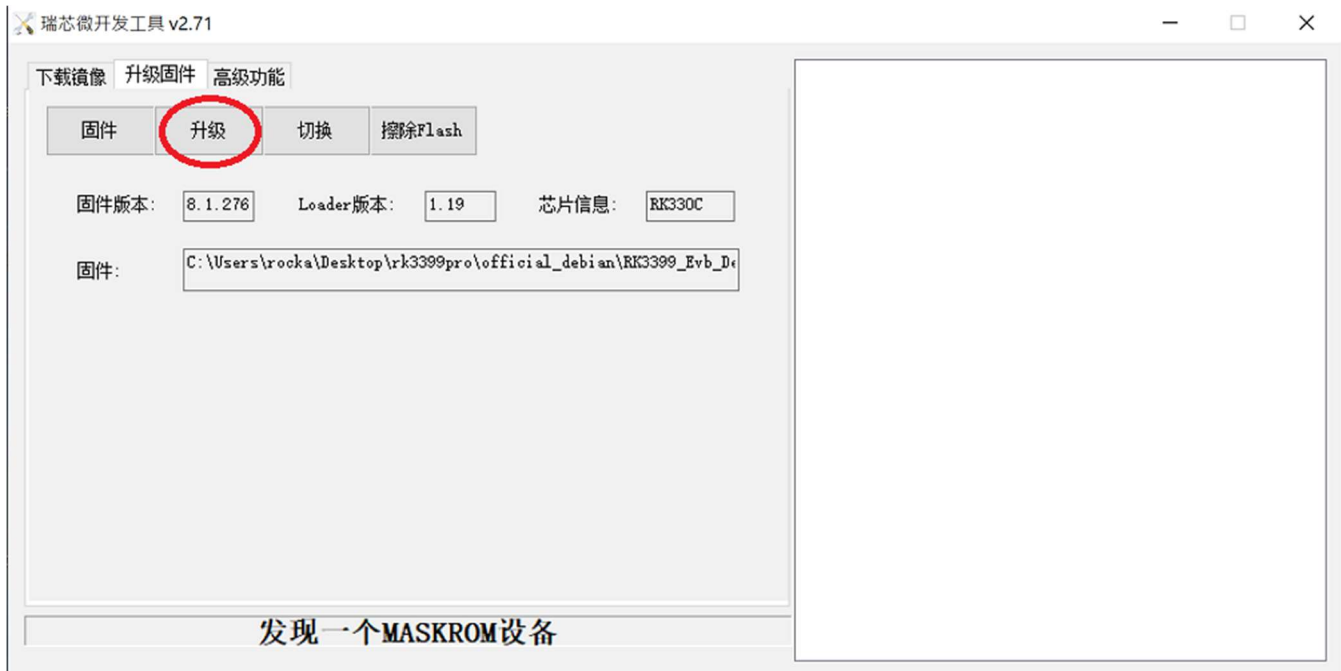 瑞芯微开发工具 v2.71
下载镜像 升级固件 高级功能
固件 升级 切换 擦除Flash
固件版本: 8.1.276 Loader版本: 1.19 芯片信息: RK330C
固件: C:\Users\rocka\Desktop\rk3399pro\official_debian\RK3399_Evb_De
发现一个MASKROM设备